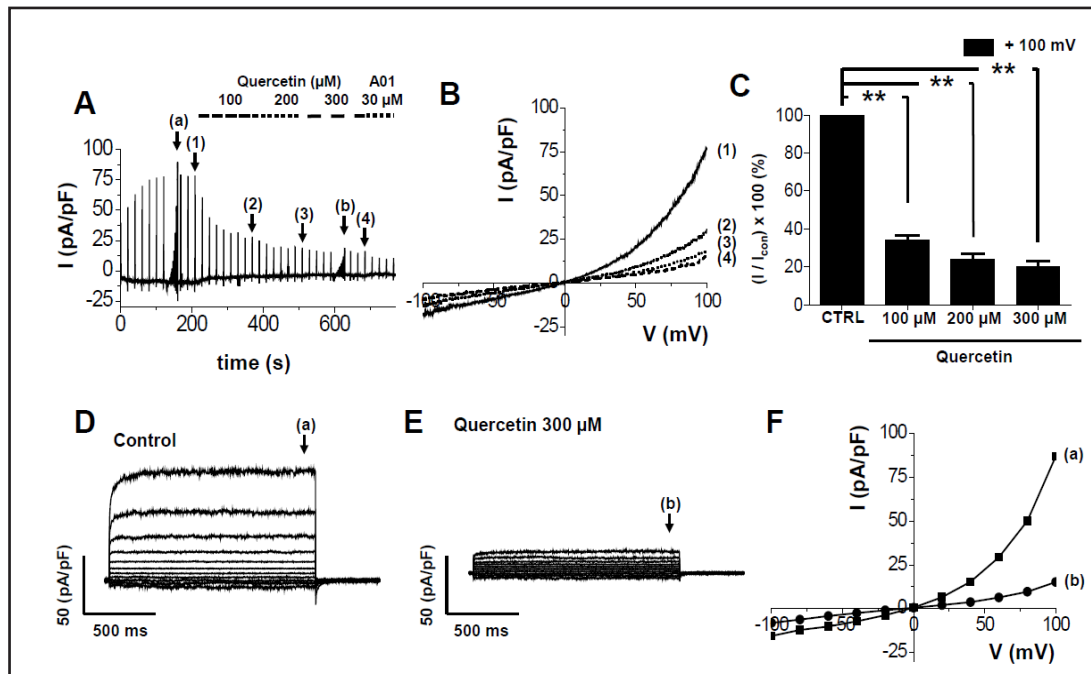 A
Quercetin (µM)
A01
100
200
300
30 µM
(a)
(1)
(2)
(3)
(b)
(4)
I (pA/pF)
100
75
50
25
0
-25
0
200
400
600
time (s)
B
I (pA/pF)
100
75
50
25
-25
-100
-50
0
50
100
V (mV)
(1)
(2)
(3)
(4)
C
+ 100 mV
**
**
**
(I / Icon) x 100 (%)
100
80
60
40
20
0
CTRL
100 µM
200 µM
300 µM
Quercetin
D
Control
(a)
50 (pA/pF)
500 ms
E
Quercetin 300 µM
(b)
50 (pA/pF)
500 ms
F
I (pA/pF)
100
75
50
25
0
-25
-100
-50
0
50
100
V (mV)
(a)
(b)